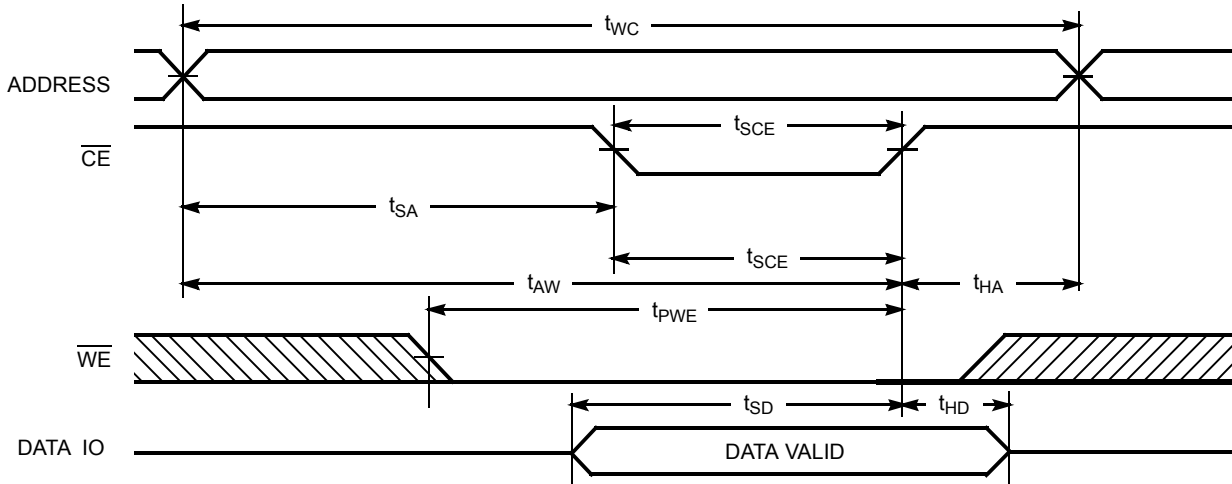 tWC
ADDRESS
tSCE
CE
tSA
tSCE
tAW
tHA
tPWE
WE
tSD
tHD
DATA IO
DATA VALID